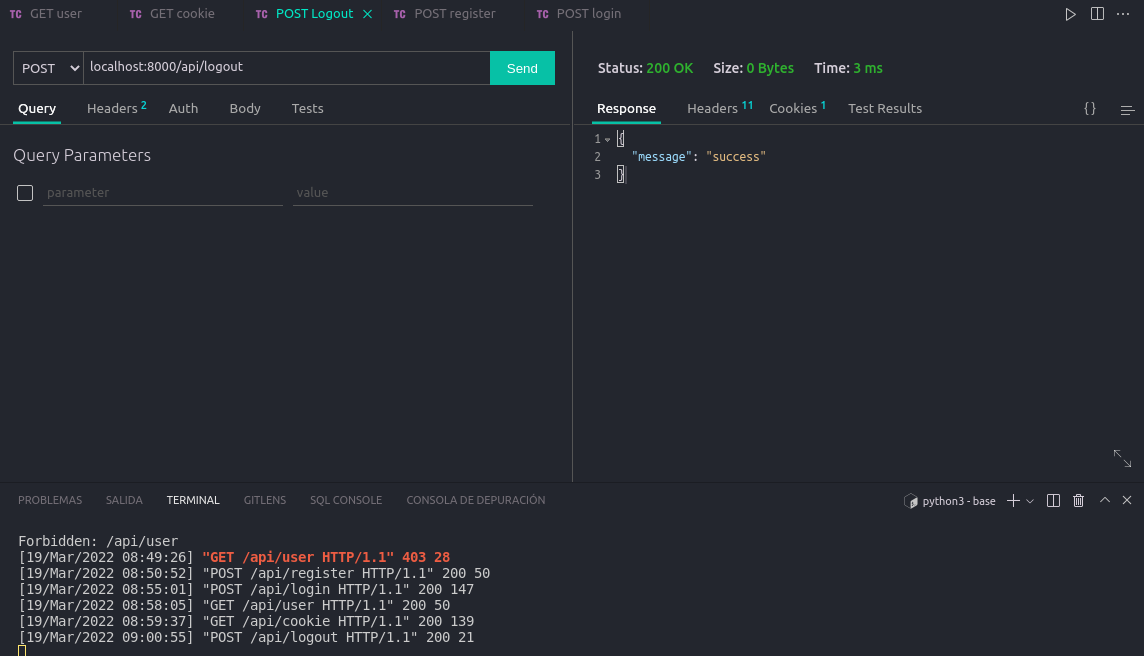 TC GET user TC GET cookie TC POST Logout TC POST register TC POST login
POST localhost:8000/api/logout Send
Query Headers 2 Auth Body Tests
Query Parameters
parameter value
Status: 200 OK Size: 0 Bytes Time: 3 ms
Response Headers 11 Cookies 1 Test Results {}
1 {
2 "message": "success"
3 }
PROBLEMAS SALIDA TERMINAL GITLENS SQL CONSOLE CONSOLA DE DEPURACIÓN python3 - base
Forbidden: /api/user
[19/Mar/2022 08:49:26] "GET /api/user HTTP/1.1" 403 28
[19/Mar/2022 08:50:52] "POST /api/register HTTP/1.1" 200 50
[19/Mar/2022 08:55:01] "POST /api/login HTTP/1.1" 200 147
[19/Mar/2022 08:58:05] "GET /api/user HTTP/1.1" 200 50
[19/Mar/2022 08:59:37] "GET /api/cookie HTTP/1.1" 200 139
[19/Mar/2022 09:00:55] "POST /api/logout HTTP/1.1" 200 21